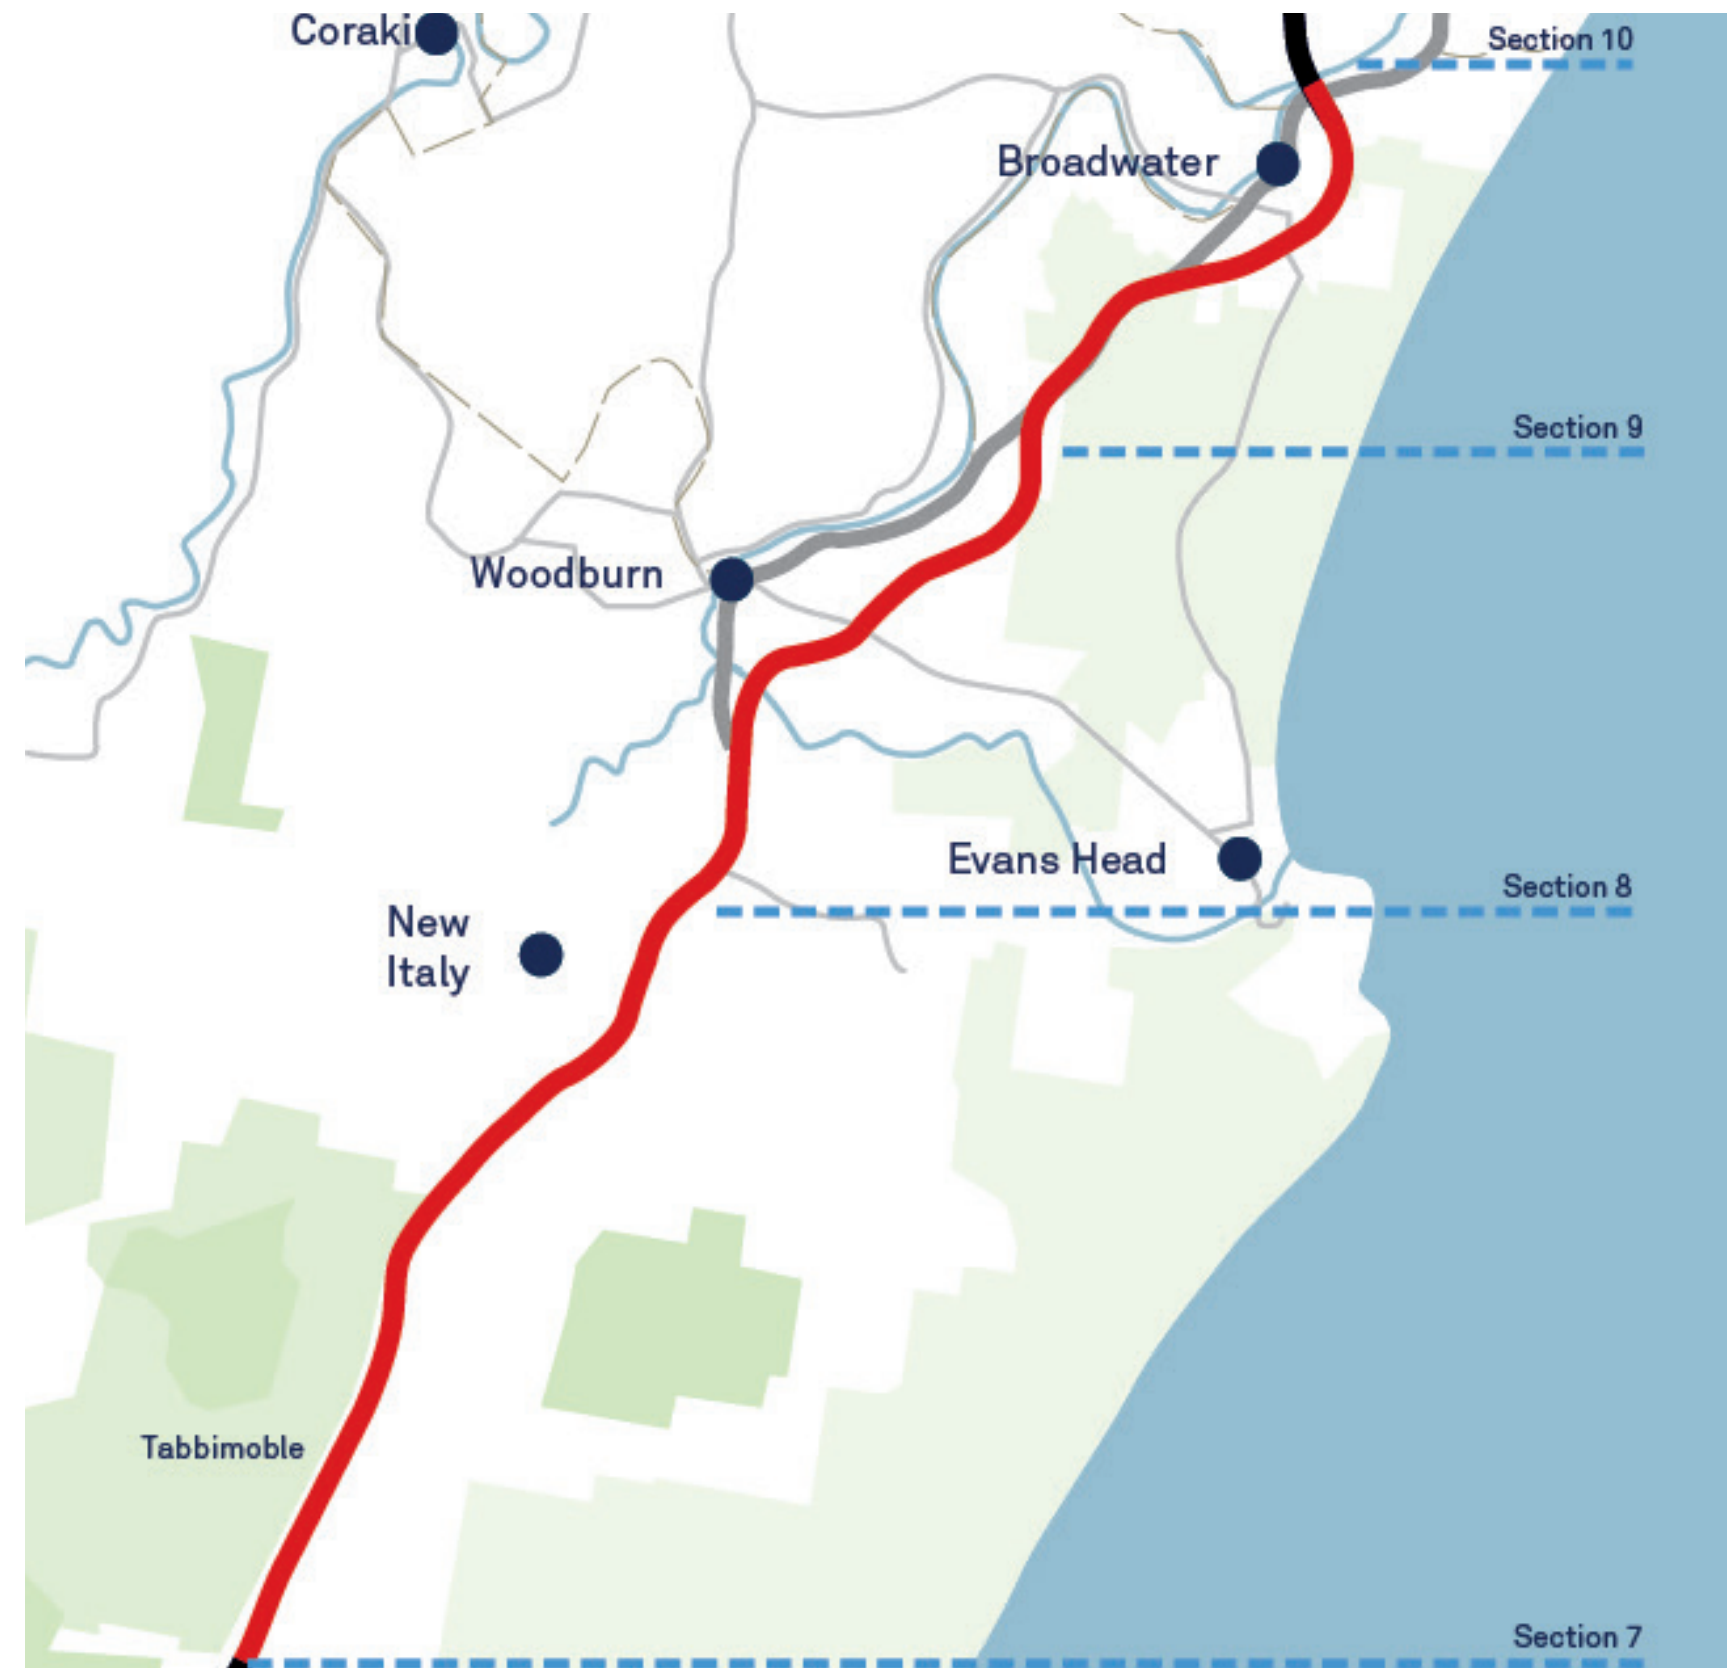 Coraki
Section 10
Broadwater
Section 9
Woodburn
Evans Head
Section 8
New
Italy
Tabbimoble
Section 7